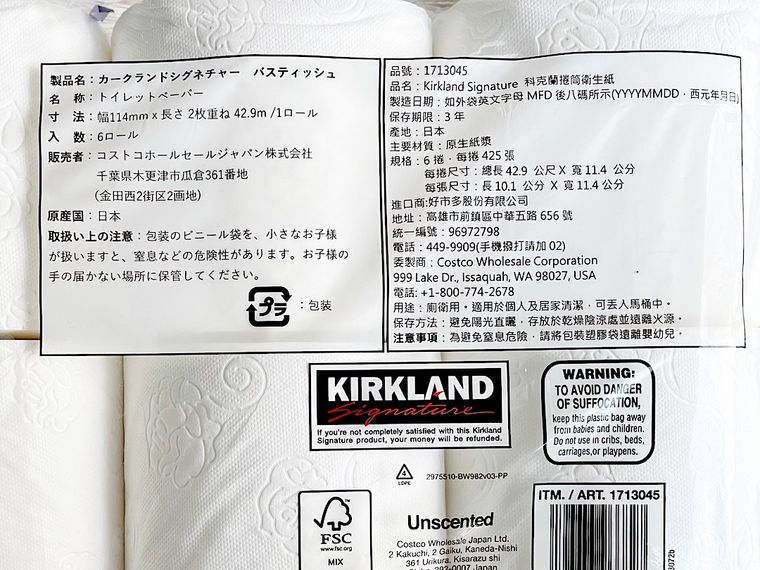 製品名：カークランドシグネチャー　バスティッシュ
名　称：トイレットペーパー
寸　法：幅114mm x 長さ 2枚重ね 42.9m /1ロール
入　数：6ロール
販売者：コストコホールセールジャパン株式会社
千葉県木更津市瓜倉361番地
（金田西2街区2画地）
原産国：日本
取扱い上の注意：包装のビニール袋を、小さなお子様
が扱いますと、窒息などの危険性があります。お子様の
手の届かない場所に保管してください。
プラ ：包装
品號：1713045
品名：Kirkland Signature 科克蘭捲筒衛生紙
製造日期：如外袋英文字母 MFD 後八碼所示(YYYYMMDD，西元年月日)
保存期限：3 年
產地：日本
主要材質：原生紙漿
規格：6 捲，每捲 425 張
每捲尺寸：總長 42.9 公尺 X 寬 11.4 公分
每張尺寸：長 10.1 公分 X 寬 11.4 公分
進口商:好市多股份有限公司
地址：高雄市前鎮區中華五路 656 號
統一編號：96972798
電話：449-9909(手機撥打請加 02)
委製商：Costco Wholesale Corporation
999 Lake Dr., Issaquah, WA 98027, USA
電話: +1-800-774-2678
用途：廁衛用。適用於個人及居家清潔，可丟人馬桶中。
保存方法：避免陽光直曬，存放於乾燥陰涼處並遠離火源。
注意事項：為避免窒息危險，請將包裝塑膠袋遠離嬰幼兒。
KIRKLAND
Signature
If you're not completely satisfied with this Kirkland
Signature product, your money will be refunded.
WARNING:
TO AVOID DANGER
OF SUFFOCATION,
keep this plastic bag away
from babies and children.
Do not use in cribs, beds,
carriages,or playpens.
4
LDPE
2975510-BW982v03-PP
FSC
www.fsc.org
MIX
Unscented
Costco Wholesale Japan Ltd.
2 Kakuchi, 2 Gaiku, Kaneda-Nishi
361 Urikura, Kisarazu shi
292-0007 Japan
ITM. / ART. 1713045